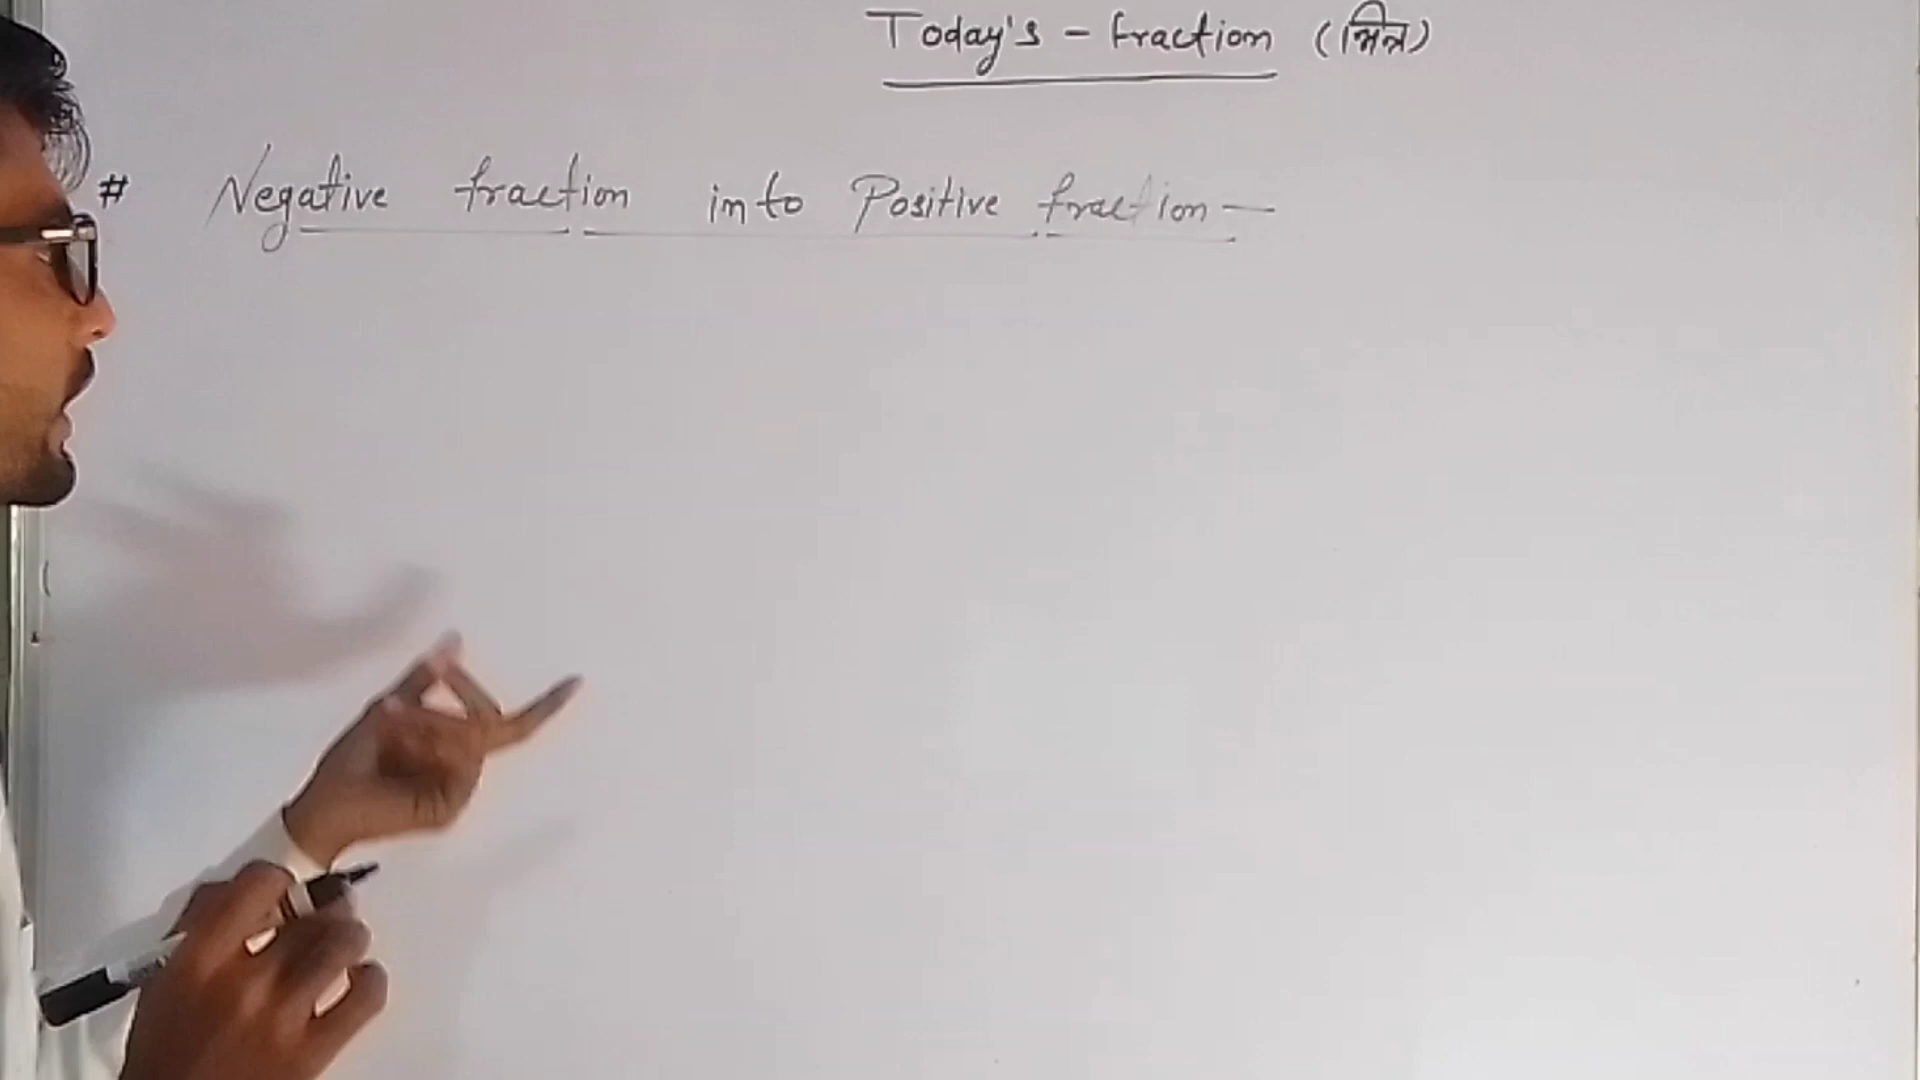 Today's - fraction (भिन्न)
# Negative fraction into Positive fraction —